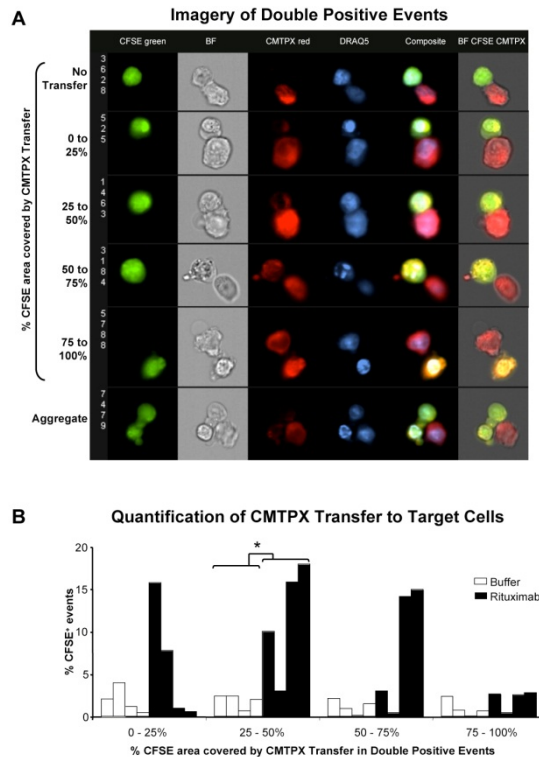 A
Imagery of Double Positive Events
CFSE green BF CMTPX red DRAQ5 Composite BF CFSE CMTPX
% CFSE area covered by CMTPX Transfer
No
Transfer
3
6
2
8
0 to
25%
5
2
5
25 to
50%
1
4
6
3
50 to
75%
3
1
8
4
75 to
100%
5
7
8
8
Aggregate
7
4
7
9
B
Quantification of CMTPX Transfer to Target Cells
% CFSE⁺ events
20
15
10
5
0
*
Buffer
Rituximab
0 - 25% 25 - 50% 50 - 75% 75 - 100%
% CFSE area covered by CMTPX Transfer in Double Positive Events